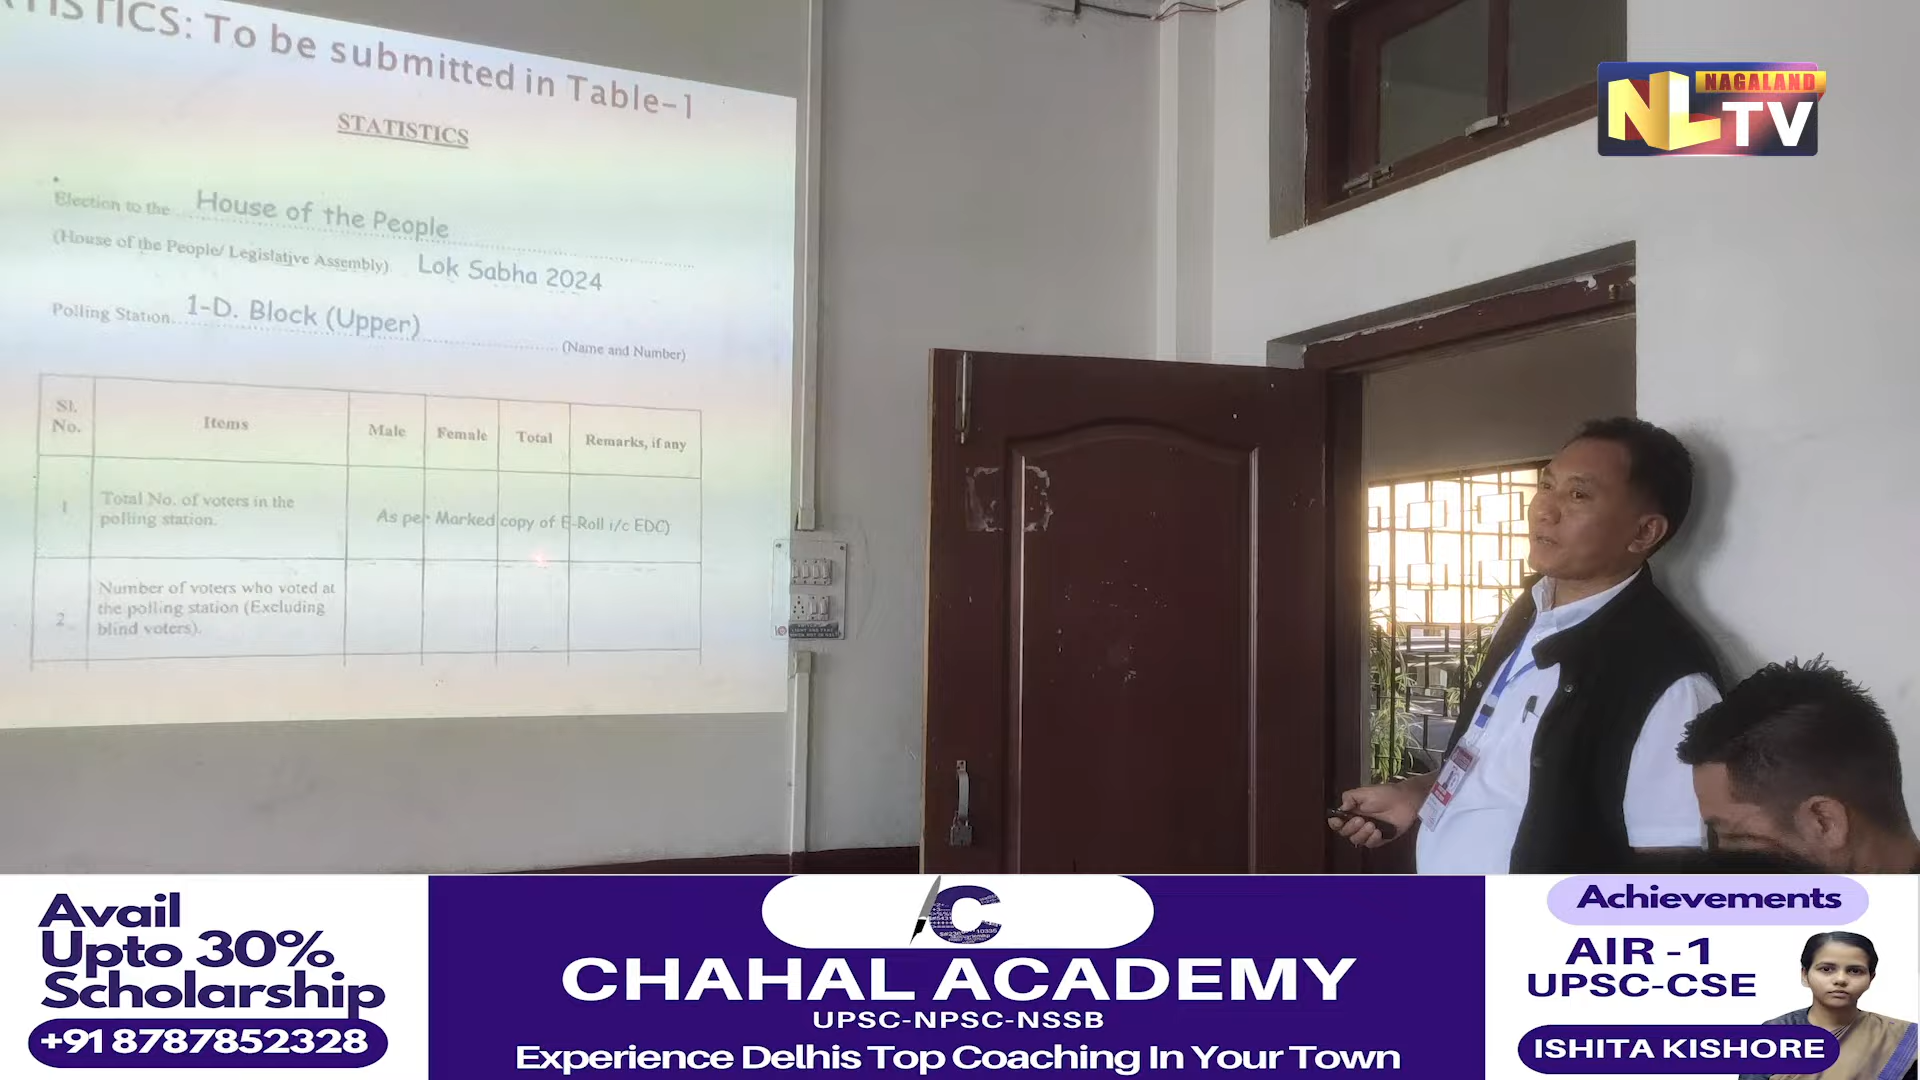 TISTICS: To be submitted in Table-1
STATISTICS
Election to the House of the People
(House of the People/ Legislative Assembly) Lok Sabha 2024
Polling Station 1-D. Block (Upper)
(Name and Number)
Sl. No. Items Male Female Total Remarks, if any
1 Total No. of voters in the polling station. As per Marked copy of E-Roll i/c EDC)
2 Number of voters who voted at the polling station (Excluding blind voters).
NAGALAND
NL TV
Avail
Upto 30%
Scholarship
+91 8787852328
C
CHAHAL ACADEMY
UPSC-NPSC-NSSB
Experience Delhis Top Coaching In Your Town
Achievements
AIR -1
UPSC-CSE
ISHITA KISHORE